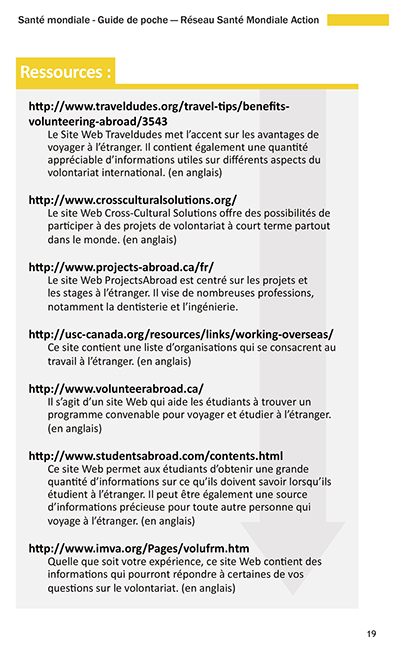 Santé mondiale - Guide de poche — Réseau Santé Mondiale Action
Ressources :
http://www.traveldudes.org/travel-tips/benefits-
volunteering-abroad/3543
Le Site Web Traveldudes met l'accent sur les avantages de
voyager à l'étranger. Il contient également une quantité
appréciable d'informations utiles sur différents aspects du
volontariat international. (en anglais)
http://www.crossculturalsolutions.org/
Le site Web Cross-Cultural Solutions offre des possibilités de
participer à des projets de volontariat à court terme partout
dans le monde. (en anglais)
http://www.projects-abroad.ca/fr/
Le site Web ProjectsAbroad est centré sur les projets et
les stages à l'étranger. Il vise de nombreuses professions,
notamment la dentisterie et l'ingénierie.
http://usc-canada.org/resources/links/working-overseas/
Ce site contient une liste d'organisations qui se consacrent au
travail à l'étranger. (en anglais)
http://www.volunteerabroad.ca/
Il s'agit d'un site Web qui aide les étudiants à trouver un
programme convenable pour voyager et étudier à l'étranger.
(en anglais)
http://www.studentsabroad.com/contents.html
Ce site Web permet aux étudiants d'obtenir une grande
quantité d'informations sur ce qu'ils doivent savoir lorsqu'ils
étudient à l'étranger. Il peut être également une source
d'informations précieuse pour toute autre personne qui
voyage à l'étranger. (en anglais)
http://www.imva.org/Pages/volufrm.htm
Quelle que soit votre expérience, ce site Web contient des
informations qui pourront répondre à certaines de vos
questions sur le volontariat. (en anglais)
19